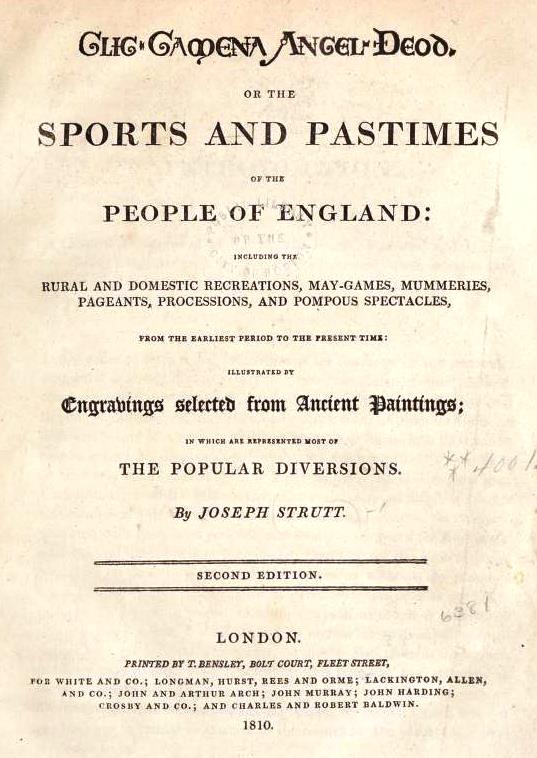 GLIG-GAMENA ANGEL-DEOD.
OR THE
SPORTS AND PASTIMES
OF THE
PEOPLE OF ENGLAND:
INCLUDING THE
RURAL AND DOMESTIC RECREATIONS, MAY-GAMES, MUMMERIES,
PAGEANTS, PROCESSIONS, AND POMPOUS SPECTACLES,
FROM THE EARLIEST PERIOD TO THE PRESENT TIME:
ILLUSTRATED BY
Engravings selected from Ancient Paintings;
IN WHICH ARE REPRESENTED MOST OF
THE POPULAR DIVERSIONS.
** 4001.
*
By JOSEPH STRUTT.
SECOND EDITION.
6381
LONDON.
PRINTED BY T. BENSLEY, BOLT COURT, FLEET STREET,
FOR WHITE AND CO.; LONGMAN, HURST, REES AND ORME; LACKINGTON, ALLEN,
AND CO.; JOHN AND ARTHUR ARCH; JOHN MURRAY; JOHN HARDING;
CROSBY AND CO.; AND CHARLES AND ROBERT BALDWIN.
1810.